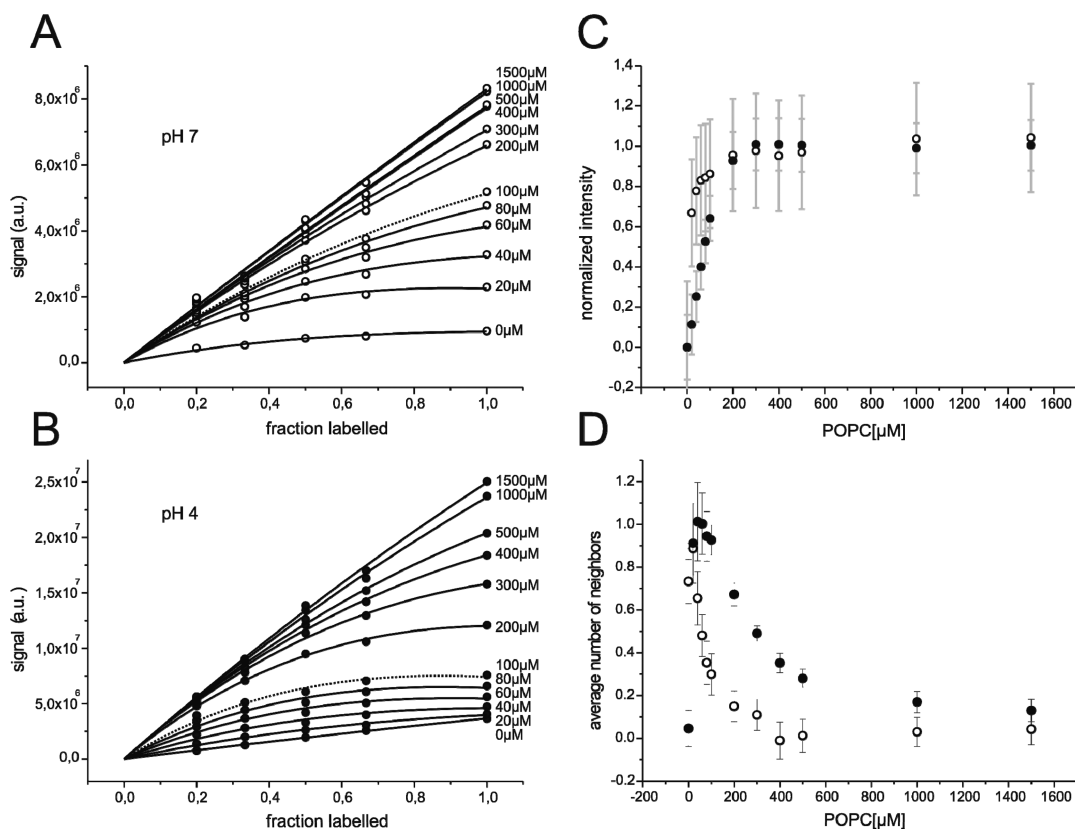 A
pH 7
signal (a.u.)
8,0x10⁶
6,0x10⁶
4,0x10⁶
2,0x10⁶
0,0
1500µM
1000µM
500µM
400µM
300µM
200µM
100µM
80µM
60µM
40µM
20µM
0µM
0,0 0,2 0,4 0,6 0,8 1,0
fraction labelled
B
pH 4
signal (a.u.)
2,5x10⁷
2,0x10⁷
1,5x10⁷
1,0x10⁷
5,0x10⁶
0,0
1500µM
1000µM
500µM
400µM
300µM
200µM
100µM
80µM
60µM
40µM
20µM
0µM
0,0 0,2 0,4 0,6 0,8 1,0
fraction labelled
C
normalized intensity
1,4
1,2
1,0
0,8
0,6
0,4
0,2
0,0
-0,2
0 200 400 600 800 1000 1200 1400 1600
POPC[µM]
D
average number of neighbors
1.2
1.0
0.8
0.6
0.4
0.2
0.0
-0.2
-200 0 200 400 600 800 1000 1200 1400 1600
POPC[µM]